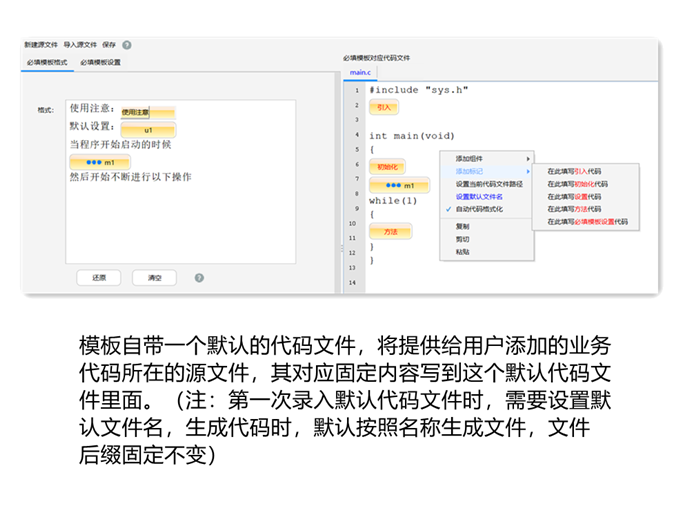 新建源文件 导入源文件 保存 ?
必填模板格式 必填模板设置
格式:
使用注意: 使用注意
默认设置: u1
当程序开始启动的时候
m1
然后开始不断进行以下操作
还原 清空 ?
必填模板对应代码文件
main.c
1 #include "sys.h"
2 引入
3
4 int main(void)
5 {
6 初始化
7 m1
8 while(1)
9 {
10 方法
11 }
12 }
13
14
添加组件
添加标记
设置当前代码文件路径
设置默认文件名
✓ 自动代码格式化
复制
剪切
粘贴
在此填写引入代码
在此填写初始化代码
在此填写设置代码
在此填写方法代码
在此填写必填模板设置代码
模板自带一个默认的代码文件，将提供给用户添加的业务
代码所在的源文件，其对应固定内容写到这个默认代码文
件里面。（注：第一次录入默认代码文件时，需要设置默
认文件名，生成代码时，默认按照名称生成文件，文件
后缀固定不变）